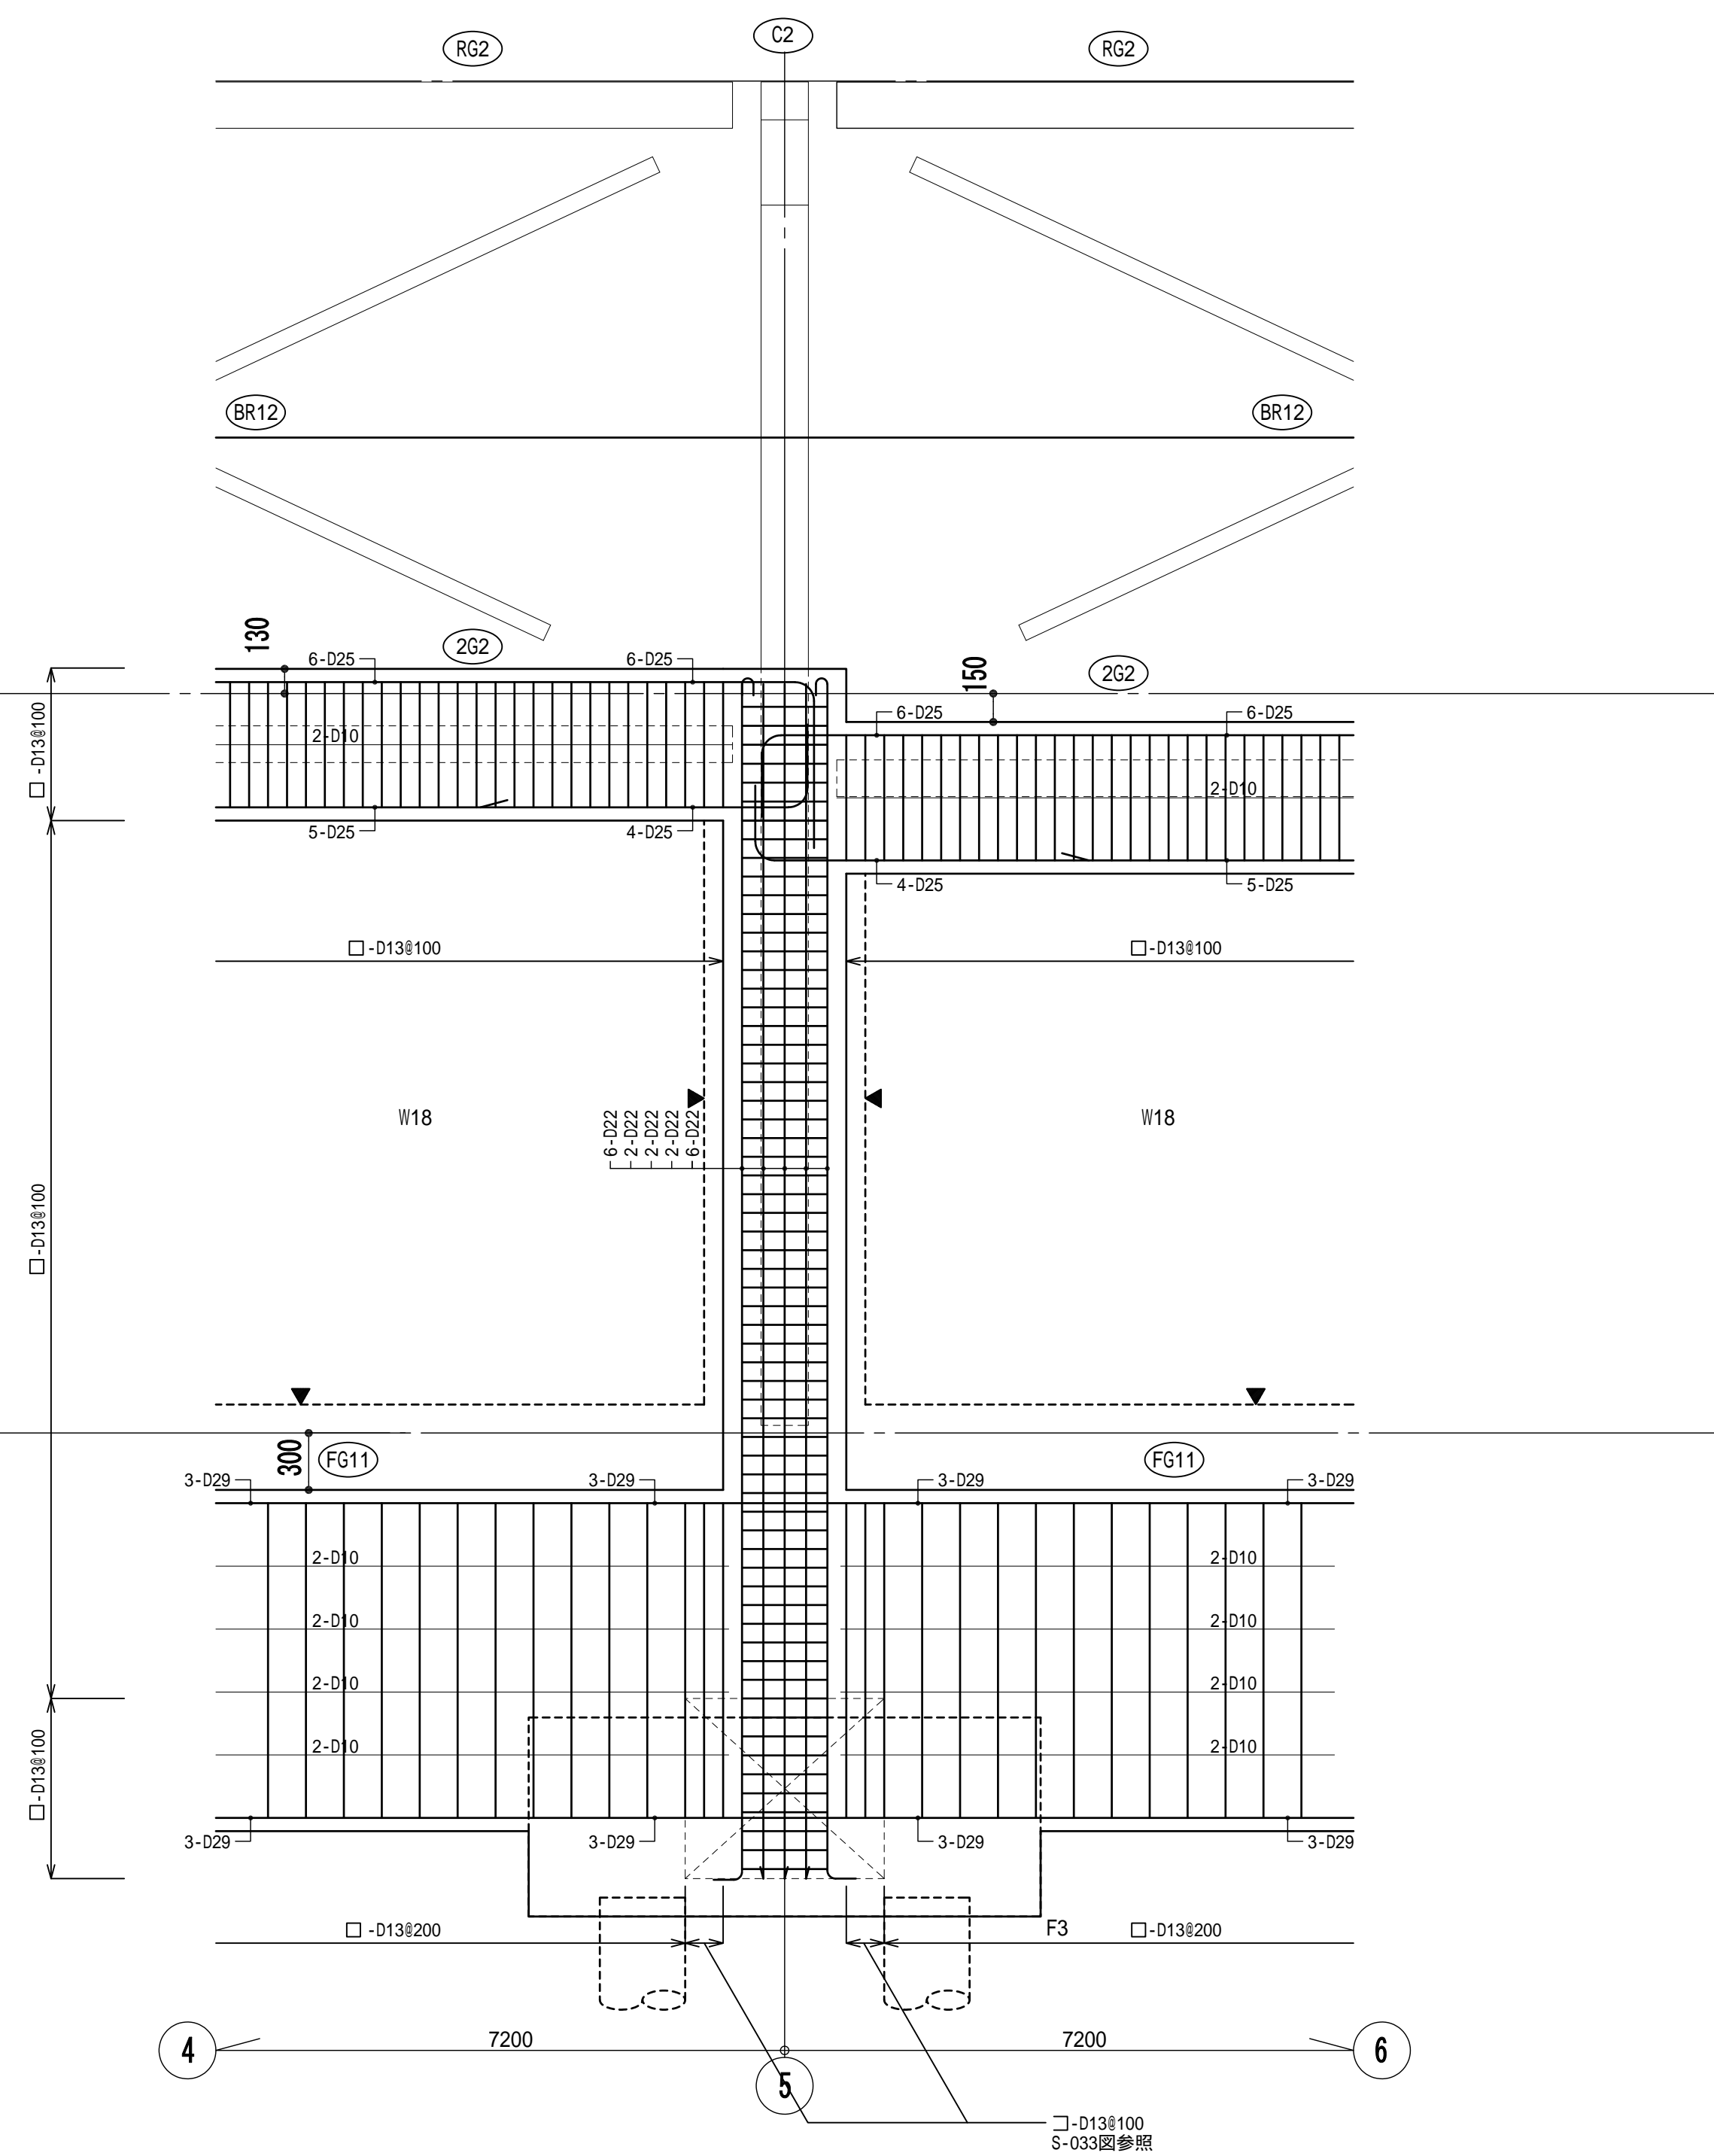 C2
RG2 RG2
BR12 BR12
130
2G2
150
2G2
6-D25 6-D25
6-D25 6-D25
□-D13@100
2-D10
2-D10
5-D25 4-D25
4-D25 5-D25
□-D13@100 □-D13@100
W18 W18
6-D22
2-D22
2-D22
2-D22
6-D22
□-D13@100
300
FG11 FG11
3-D29 3-D29 3-D29 3-D29
2-D10 2-D10
2-D10 2-D10
2-D10 2-D10
2-D10 2-D10
□-D13@100
3-D29 3-D29 3-D29 3-D29
□-D13@200 F3 □-D13@200
4 7200 7200 6
5
コ-D13@100
S-033図参照